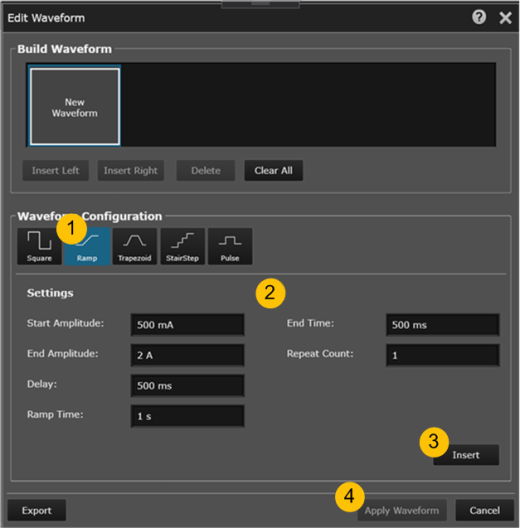 Edit Waveform ?
Build Waveform
New
Waveform
Insert Left Insert Right Delete Clear All
Waveform Configuration
1
Square Ramp Trapezoid StairStep Pulse
2
Settings
Start Amplitude: 500 mA End Time: 500 ms
End Amplitude: 2 A Repeat Count: 1
Delay: 500 ms
Ramp Time: 1 s
3
Insert
4
Export Apply Waveform Cancel